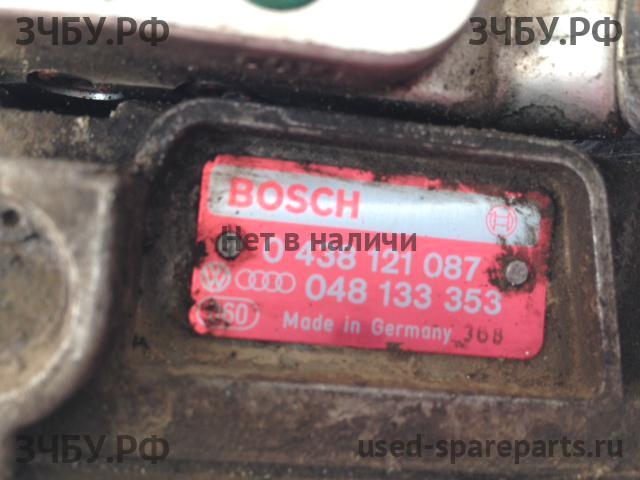 ЗЧБУ.РФ
ЗЧБУ.РФ
BOSCH
Нет в наличи
0 438 121 087
048 133 353
360
Made in Germany 368
ЗЧБУ.РФ
used-spareparts.ru